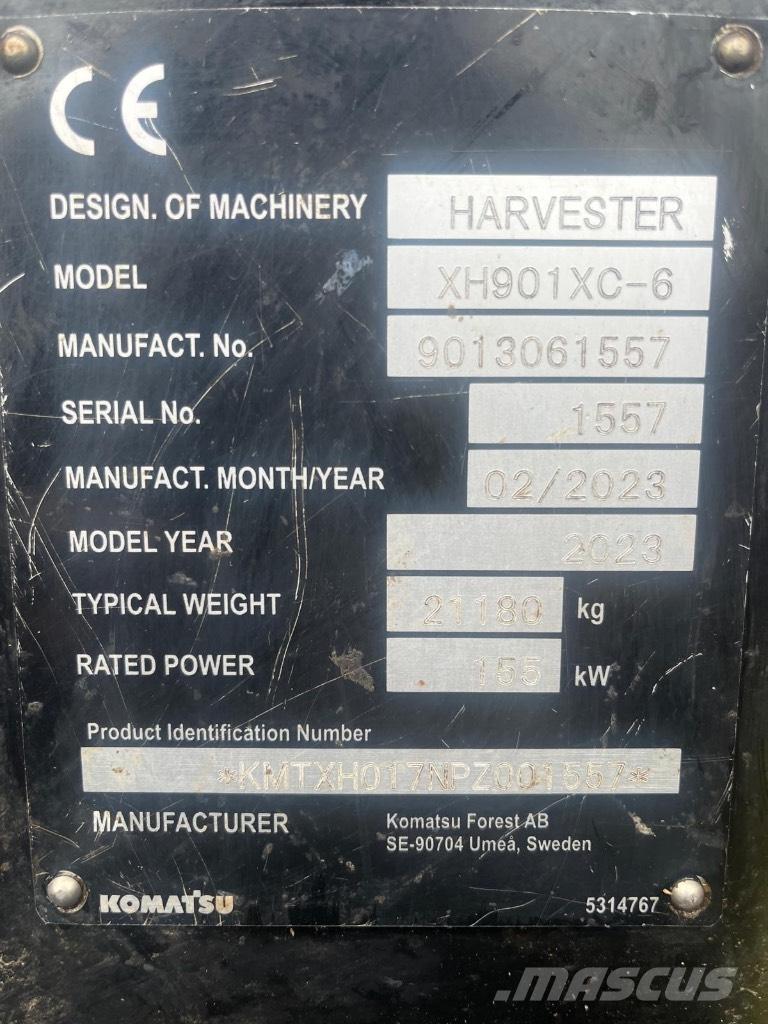 CE
DESIGN. OF MACHINERY HARVESTER
MODEL XH901XC-6
MANUFACT. No. 9013061557
SERIAL No. 1557
MANUFACT. MONTH/YEAR 02/2023
MODEL YEAR 2023
TYPICAL WEIGHT 21180 kg
RATED POWER 155 kW
Product Identification Number
*KMTXH017NPZ001557*
MANUFACTURER Komatsu Forest AB
SE-90704 Umeå, Sweden
KOMATSU 5314767
MASCUS